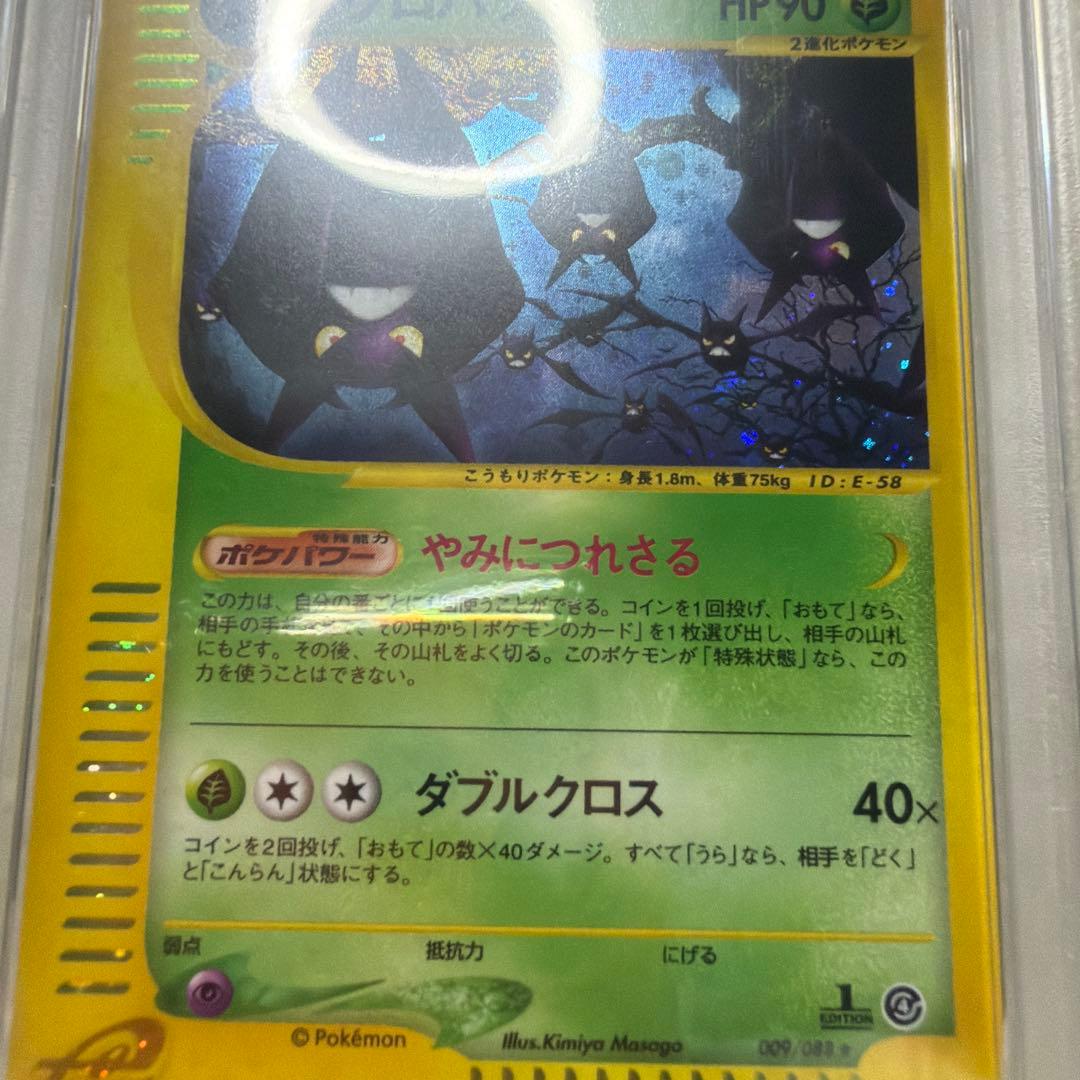 クロバット HP90
2進化ポケモン
こうもりポケモン：身長1.8m、体重75kg ID:E-58
特殊能力
ポケパワー やみにつれさる
この力は、自分の番ごとに1回使うことができる。コインを1回投げ、「おもて」なら、
相手の手札を見て、その中から「ポケモンのカード」を1枚選び出し、相手の山札
にもどす。その後、その山札をよく切る。このポケモンが「特殊状態」なら、この
力を使うことはできない。
ダブルクロス 40×
コインを2回投げ、「おもて」の数×40ダメージ。すべて「うら」なら、相手を「どく」
と「こんらん」状態にする。
弱点 抵抗力 にげる
1
EDITION
©Pokémon Illus.Kimiya Masago 009/088 ★